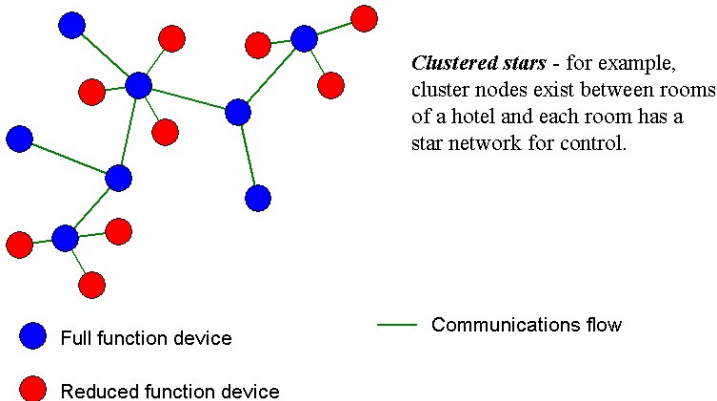 Clustered stars - for example,
cluster nodes exist between rooms
of a hotel and each room has a
star network for control.
Communications flow
Full function device
Reduced function device